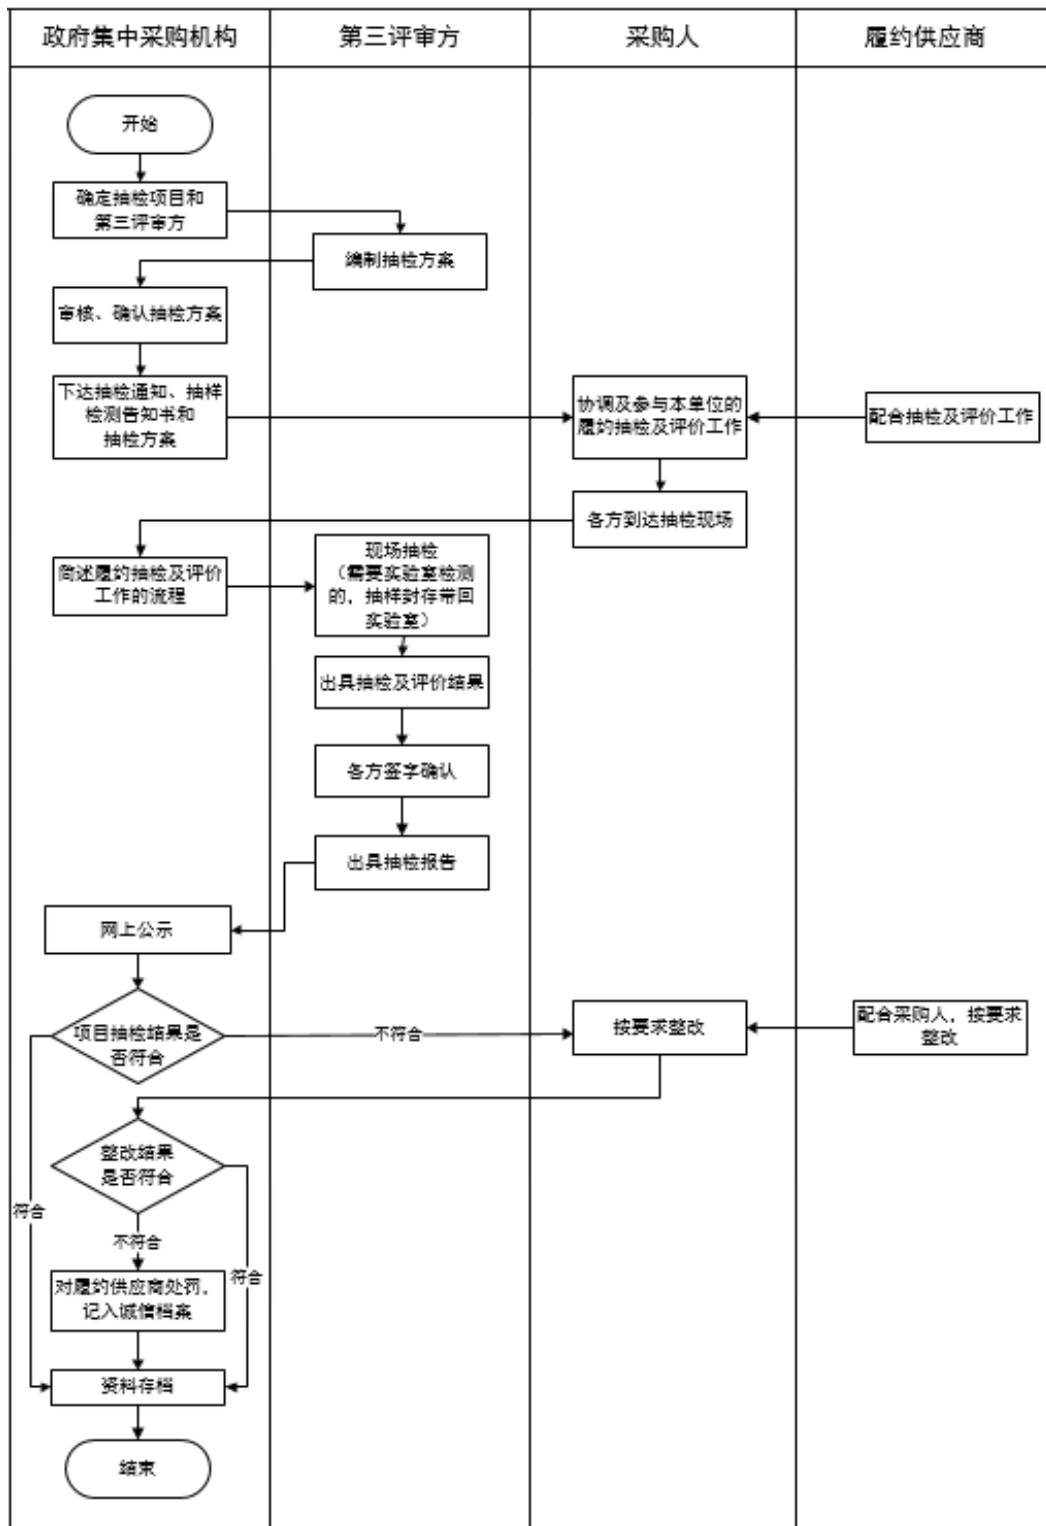 政府集中采购机构
第三评审方
采购人
履约供应商
开始
确定抽检项目和
第三评审方
编制抽检方案
审核、确认抽检方案
下达抽检通知、抽样
检测告知书和
抽检方案
协调及参与本单位的
履约抽检及评价工作
配合抽检及评价工作
各方到达抽检现场
简述履约抽检及评价
工作的流程
现场抽检
（需要实验室检测
的，抽样封存带回
实验室）
出具抽检及评价结果
各方签字确认
出具抽检报告
网上公示
项目抽检结果是
否符合
不符合
按要求整改
配合采购人，按要求
整改
整改结果
是否符合
符合
不符合
符合
对履约供应商处罚，
记入诚信档案
资料存档
结束